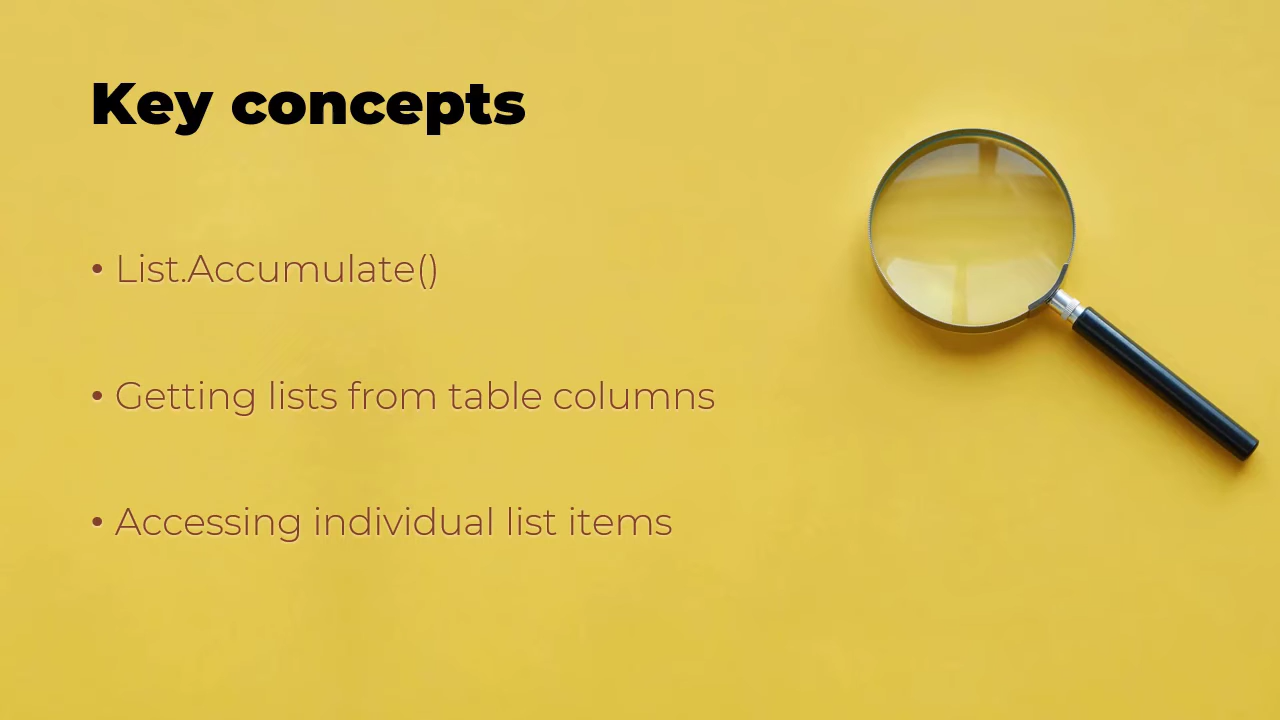 Key concepts
• List.Accumulate()
• Getting lists from table columns
• Accessing individual list items